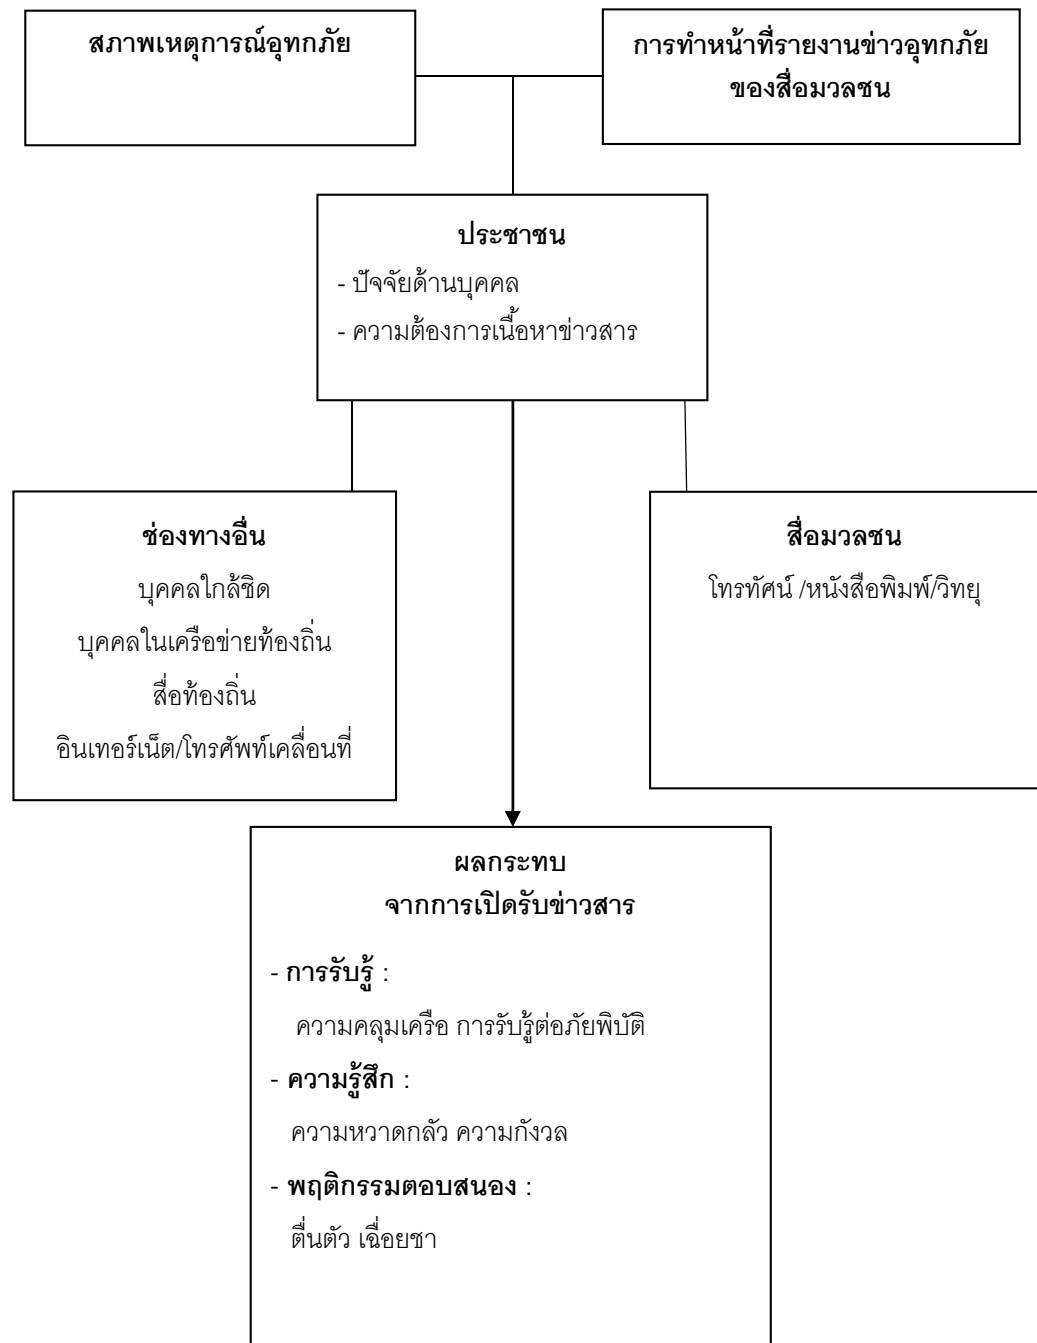 สภาพเหตุการณ์อุทกภัย
การทำหน้าที่รายงานข่าวอุทกภัย
ของสื่อมวลชน
ประชาชน
- ปัจจัยด้านบุคคล
- ความต้องการเนื้อหาข่าวสาร
ช่องทางอื่น
บุคคลใกล้ชิด
บุคคลในเครือข่ายท้องถิ่น
สื่อท้องถิ่น
อินเทอร์เน็ต/โทรศัพท์เคลื่อนที่
สื่อมวลชน
โทรทัศน์ /หนังสือพิมพ์/วิทยุ
ผลกระทบ
จากการเปิดรับข่าวสาร
- การรับรู้ :
ความคลุมเครือ การรับรู้ต่อภัยพิบัติ
- ความรู้สึก :
ความหวาดกลัว ความกังวล
- พฤติกรรมตอบสนอง :
ตื่นตัว เฉื่อยชา